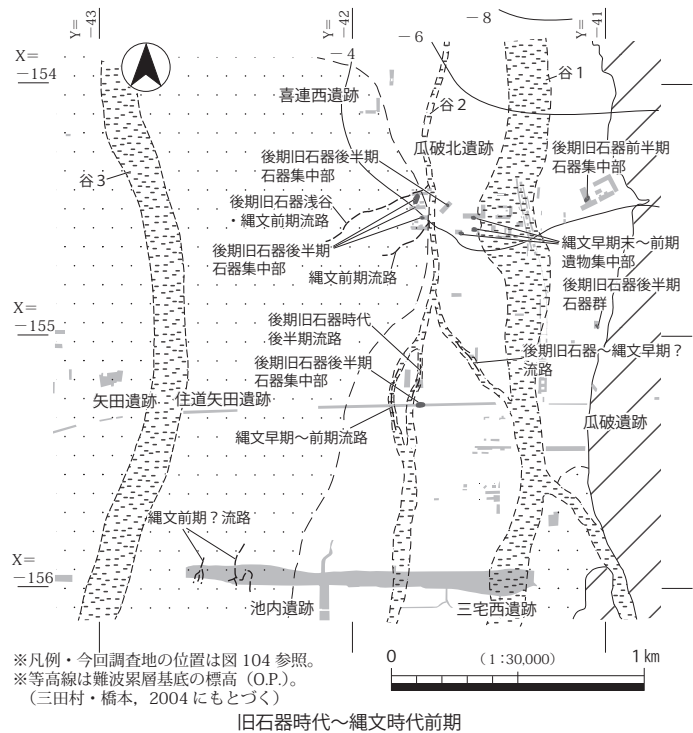 Y=
−43
Y=
−42
−8
Y=
−41
−6
X=
−154
−4
谷1
喜連西遺跡
谷2
瓜破北遺跡
後期旧石器後半期
石器集中部
後期旧石器前半期
石器集中部
谷3
後期旧石器浅谷
・縄文前期流路
後期旧石器後半期
石器集中部
縄文早期末～前期
遺物集中部
縄文前期流路
後期旧石器後半期
石器群
X=
−155
後期旧石器時代
後半期流路
後期旧石器～縄文早期？
流路
後期旧石器後半期
石器集中部
矢田遺跡
住道矢田遺跡
瓜破遺跡
縄文早期～前期流路
縄文前期？流路
X=
−156
池内遺跡
三宅西遺跡
※凡例・今回調査地の位置は図 104 参照。
※等高線は難波累層基底の標高（O.P.）。
（三田村・橋本，2004 にもとづく）
0
（1：30,000）
1 km
旧石器時代～縄文時代前期